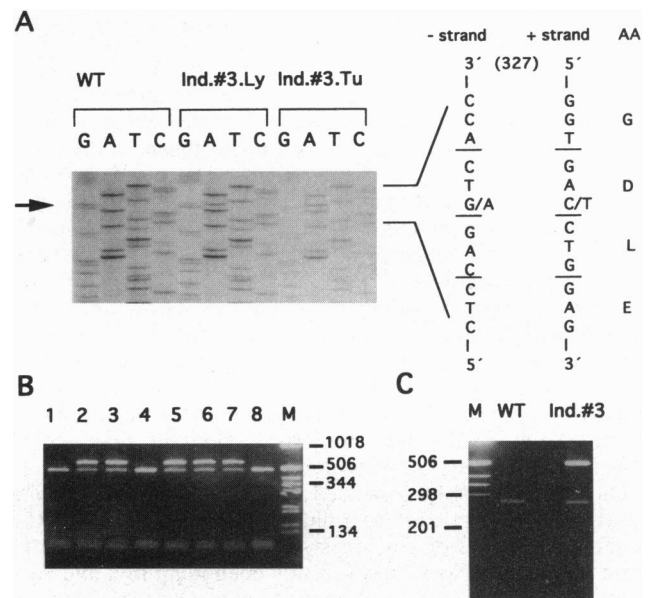 A
- strand + strand AA
3´ (327) 5´
WT Ind.#3.Ly Ind.#3.Tu
G A T C G A T C G A T C
C G
C G G
A T
C G
T A D
G/A C/T
G C
A T L
C G
C G
T A E
C G
5´ 3´
B
1 2 3 4 5 6 7 8 M
1018
506
344
134
C
M WT Ind.#3
506
298
201